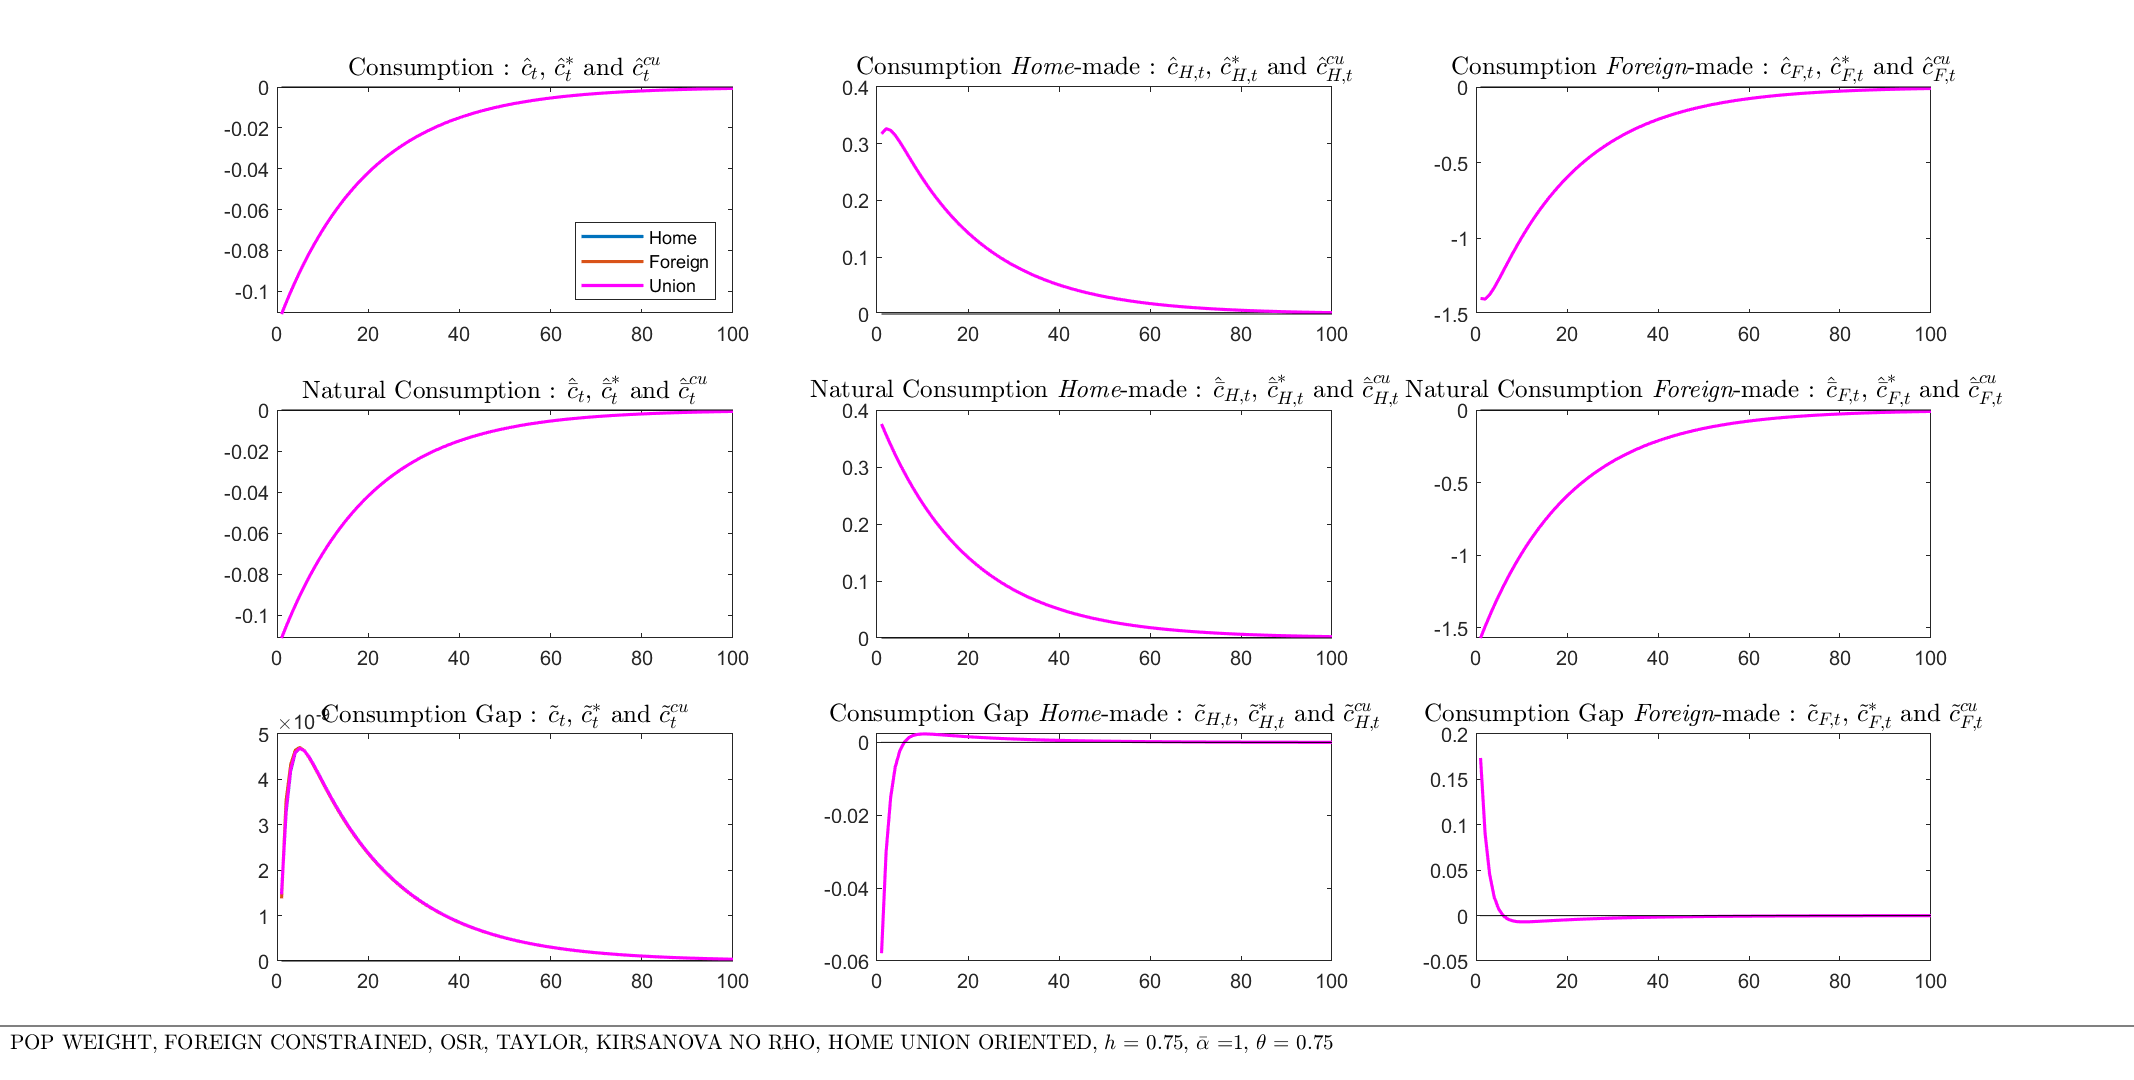 Consumption : ĉ_t, ĉ*_t and ĉ^cu_t
Consumption Home-made : ĉ_H,t, ĉ*_H,t and ĉ^cu_H,t
Consumption Foreign-made : ĉ_F,t, ĉ*_F,t and ĉ^cu_F,t
0
-0.02
-0.04
-0.06
-0.08
-0.1
0 20 40 60 80 100
Home
Foreign
Union
0.4
0.3
0.2
0.1
0
0 20 40 60 80 100
0
-0.5
-1
-1.5
0 20 40 60 80 100
Natural Consumption : ĉ̄_t, ĉ̄*_t and ĉ̄^cu_t
Natural Consumption Home-made : ĉ̄_H,t, ĉ̄*_H,t and ĉ̄^cu_H,t
Natural Consumption Foreign-made : ĉ̄_F,t, ĉ̄*_F,t and ĉ̄^cu_F,t
0
-0.02
-0.04
-0.06
-0.08
-0.1
0 20 40 60 80 100
0.4
0.3
0.2
0.1
0
0 20 40 60 80 100
0
-0.5
-1
-1.5
0 20 40 60 80 100
Consumption Gap : c̃_t, c̃*_t and c̃^cu_t
Consumption Gap Home-made : c̃_H,t, c̃*_H,t and c̃^cu_H,t
Consumption Gap Foreign-made : c̃_F,t, c̃*_F,t and c̃^cu_F,t
×10^-9
5
4
3
2
1
0
0 20 40 60 80 100
0
-0.02
-0.04
-0.06
0 20 40 60 80 100
0.2
0.15
0.1
0.05
0
-0.05
0 20 40 60 80 100
POP WEIGHT, FOREIGN CONSTRAINED, OSR, TAYLOR, KIRSANOVA NO RHO, HOME UNION ORIENTED, h = 0.75, ᾱ =1, θ = 0.75